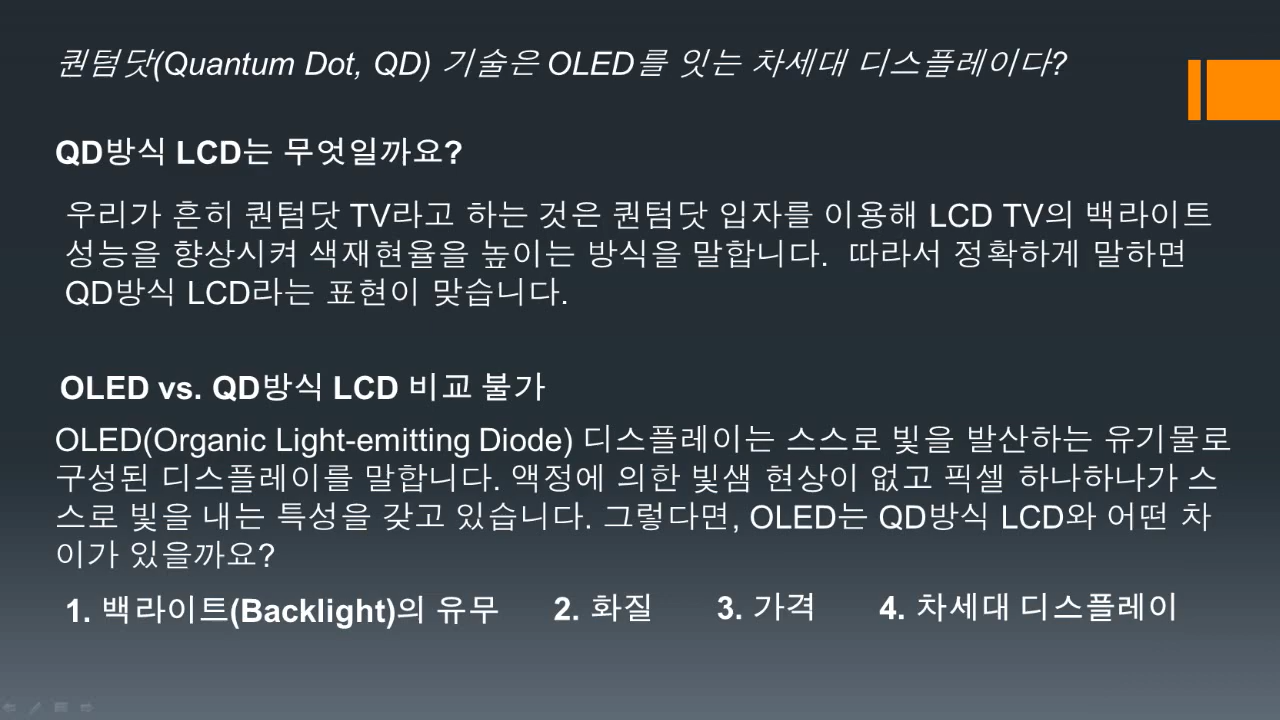 퀀텀닷(Quantum Dot, QD) 기술은 OLED를 잇는 차세대 디스플레이다?
QD방식 LCD는 무엇일까요?
우리가 흔히 퀀텀닷 TV라고 하는 것은 퀀텀닷 입자를 이용해 LCD TV의 백라이트
성능을 향상시켜 색재현율을 높이는 방식을 말합니다. 따라서 정확하게 말하면
QD방식 LCD라는 표현이 맞습니다.
OLED vs. QD방식 LCD 비교 불가
OLED(Organic Light-emitting Diode) 디스플레이는 스스로 빛을 발산하는 유기물로
구성된 디스플레이를 말합니다. 액정에 의한 빛샘 현상이 없고 픽셀 하나하나가 스
스로 빛을 내는 특성을 갖고 있습니다. 그렇다면, OLED는 QD방식 LCD와 어떤 차
이가 있을까요?
1. 백라이트(Backlight)의 유무 2. 화질 3. 가격 4. 차세대 디스플레이